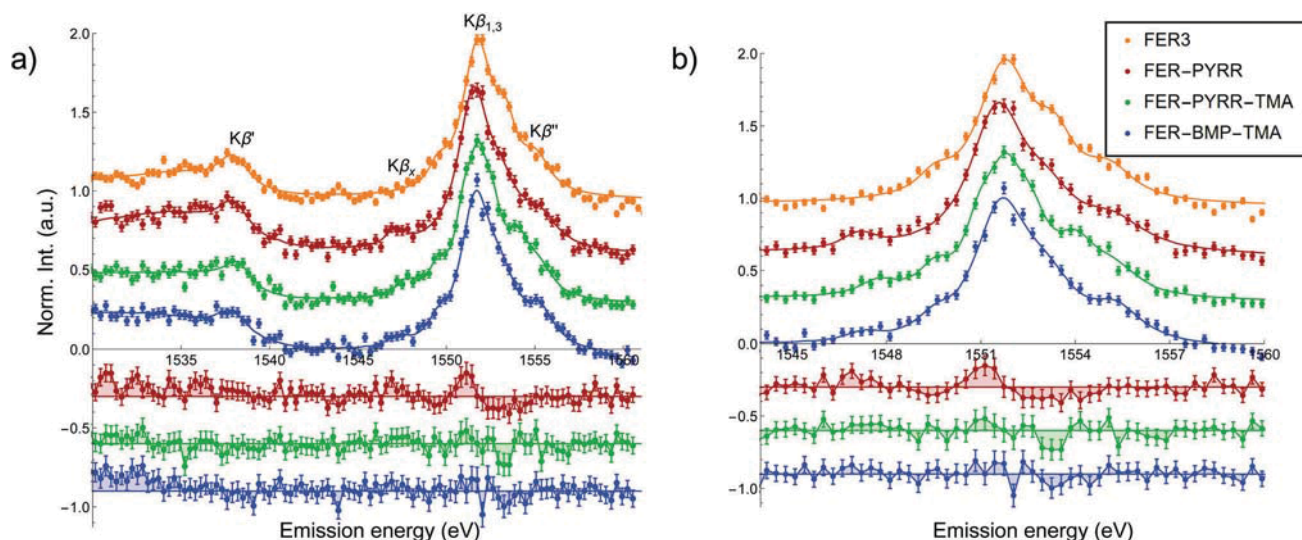 a)
Kβ1,3
Kβ'
Kβx
Kβ"
Norm. Int. (a.u.)
2.0
1.5
1.0
0.5
0.0
−0.5
−1.0
1535
1540
1545
1550
1555
1560
Emission energy (eV)
b)
FER3
FER−PYRR
FER−PYRR−TMA
FER−BMP−TMA
2.0
1.5
1.0
0.5
0.0
−0.5
−1.0
1545
1548
1551
1554
1557
1560
Emission energy (eV)